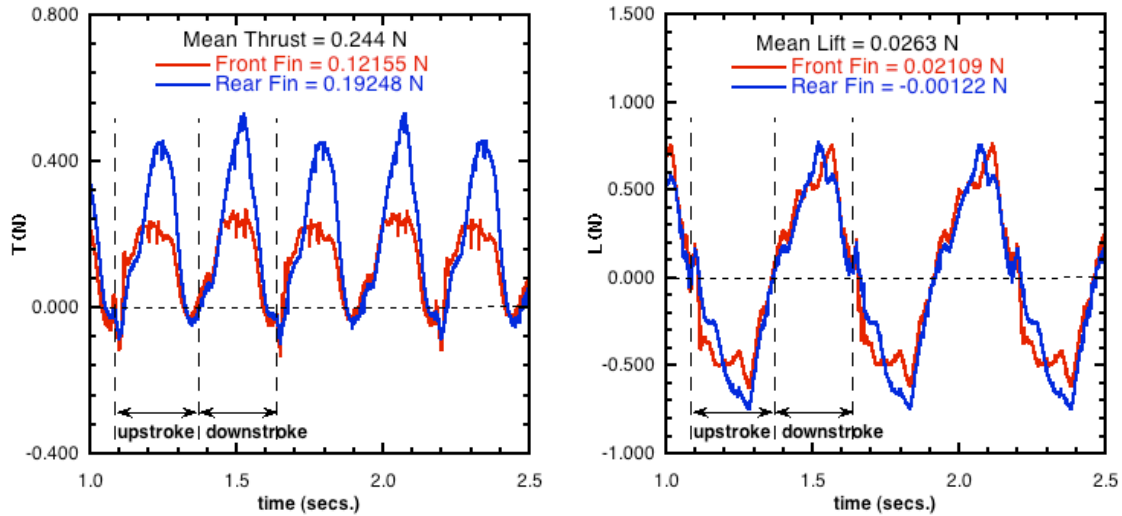 0.800
0.400
0.000
-0.400
T (N)
Mean Thrust = 0.244 N
Front Fin = 0.12155 N
Rear Fin = 0.19248 N
upstroke
downstroke
1.0
1.5
2.0
2.5
time (secs.)
1.500
1.000
0.500
0.000
-0.500
-1.000
L (N)
Mean Lift = 0.0263 N
Front Fin = 0.02109 N
Rear Fin = -0.00122 N
upstroke
downstroke
1.0
1.5
2.0
2.5
time (secs.)